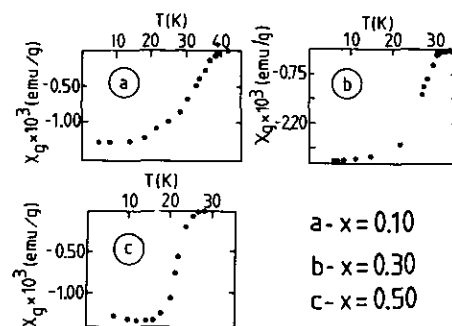 T(K)
10 20 30 40
-0.50
-1.00
Xg×10³(emu/g)
a
T(K)
10 20 30
-0.75
-2.20
Xg×10³(emu/g)
b
T(K)
10 20 30
-0.50
-1.00
Xg×10³(emu/g)
c
a- x = 0.10
b- x = 0.30
c- x = 0.50